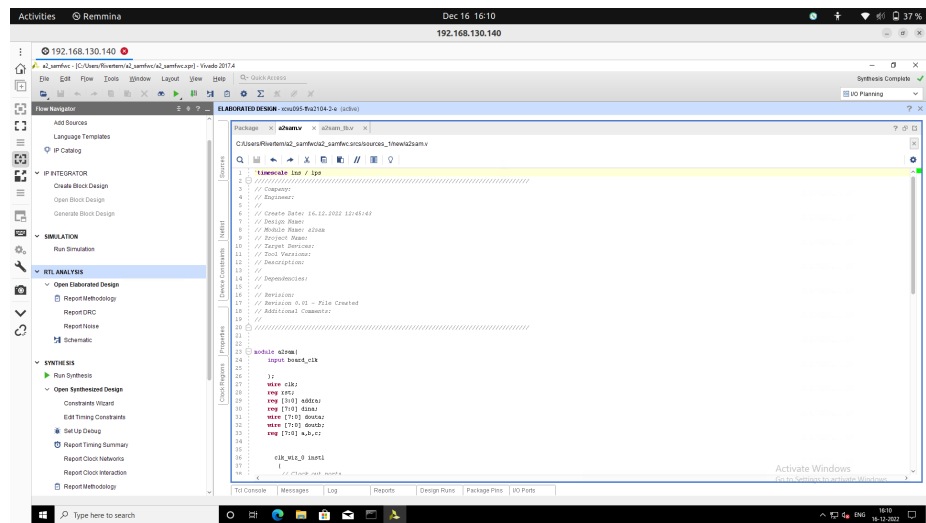 Activities Remmina Dec 16 16:10 37 %
192.168.130.140
192.168.130.140
a2_samfwc - [C:/Users/Rivertem/a2_samfwc/a2_samfwc.xpr] - Vivado 2017.4
File Edit Flow Tools Window Layout View Help Quick Access Synthesis Complete
I/O Planning
Flow Navigator ELABORATED DESIGN - xcvu095-ffva2104-2-e (active)
Add Sources
Language Templates
IP Catalog
IP INTEGRATOR
Create Block Design
Open Block Design
Generate Block Design
SIMULATION
Run Simulation
RTL ANALYSIS
Open Elaborated Design
Report Methodology
Report DRC
Report Noise
Schematic
SYNTHESIS
Run Synthesis
Open Synthesized Design
Constraints Wizard
Edit Timing Constraints
Set Up Debug
Report Timing Summary
Report Clock Networks
Report Clock Interaction
Report Methodology
Sources
Netlist
Device Constraints
Properties
Clock Regions
Package a2sam.v a2sam_tb.v
C:/Users/Rivertem/a2_samfwc/a2_samfwc.srcs/sources_1/new/a2sam.v
1 `timescale 1ns / 1ps
2 //////////////////////////////////////////////////////////////////////////////////
3 // Company:
4 // Engineer:
5 //
6 // Create Date: 16.12.2022 12:45:43
7 // Design Name:
8 // Module Name: a2sam
9 // Project Name:
10 // Target Devices:
11 // Tool Versions:
12 // Description:
13 //
14 // Dependencies:
15 //
16 // Revision:
17 // Revision 0.01 - File Created
18 // Additional Comments:
19 //
20 //////////////////////////////////////////////////////////////////////////////////
21
22
23 module a2sam(
24 input board_clk
25
26 );
27 wire clk;
28 reg rst;
29 reg [3:0] addra;
30 reg [7:0] dina;
31 wire [7:0] douta;
32 wire [7:0] doutb;
33 reg [7:0] a,b,c;
34
35
36 clk_wiz_0 inst1
37 (
38 // Clock out ports
Activate Windows
Go to Settings to activate Windows.
Tcl Console Messages Log Reports Design Runs Package Pins I/O Ports
Type here to search ENG 16:10
16-12-2022